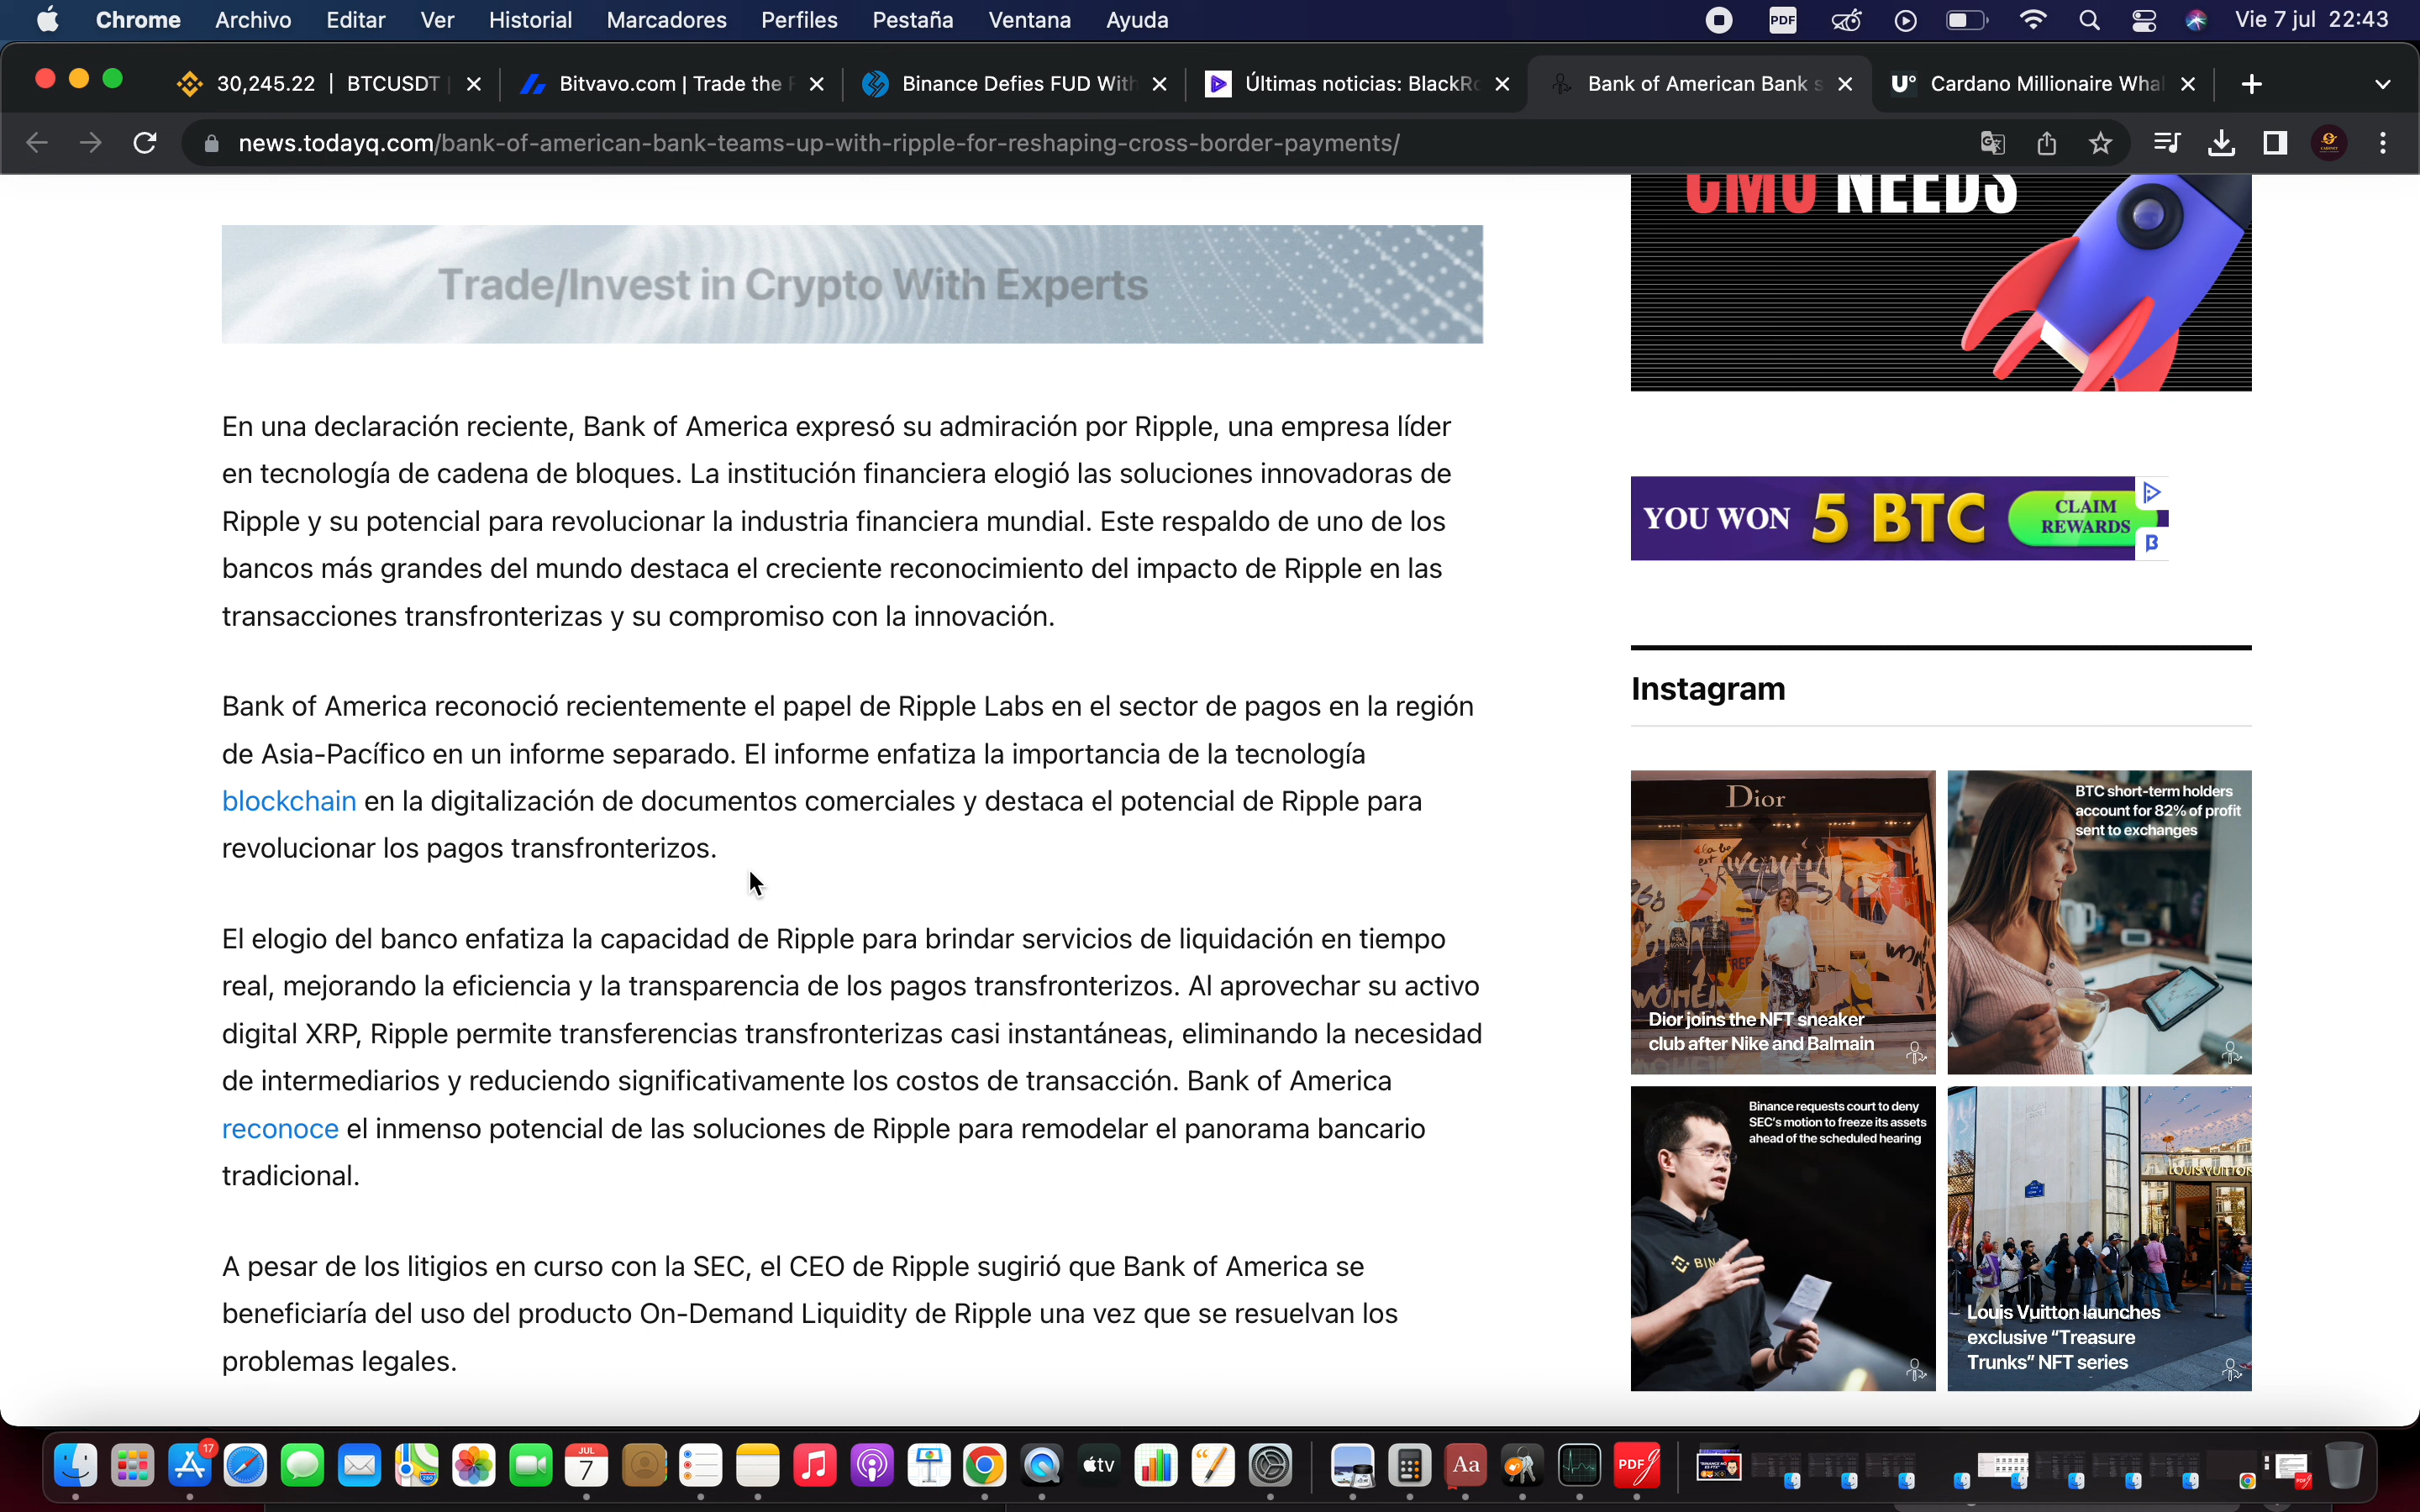 Chrome Archivo Editar Ver Historial Marcadores Perfiles Pestaña Ventana Ayuda PDF Vie 7 jul 22:43
30,245.22 | BTCUSDT Bitvavo.com | Trade the Binance Defies FUD With Últimas noticias: BlackRo Bank of American Bank s U° Cardano Millionaire Whal
news.todayq.com/bank-of-american-bank-teams-up-with-ripple-for-reshaping-cross-border-payments/
CMO NEEDS
Trade/Invest in Crypto With Experts
En una declaración reciente, Bank of America expresó su admiración por Ripple, una empresa líder
en tecnología de cadena de bloques. La institución financiera elogió las soluciones innovadoras de
Ripple y su potencial para revolucionar la industria financiera mundial. Este respaldo de uno de los
bancos más grandes del mundo destaca el creciente reconocimiento del impacto de Ripple en las
transacciones transfronterizas y su compromiso con la innovación.
Bank of America reconoció recientemente el papel de Ripple Labs en el sector de pagos en la región
de Asia-Pacífico en un informe separado. El informe enfatiza la importancia de la tecnología
blockchain en la digitalización de documentos comerciales y destaca el potencial de Ripple para
revolucionar los pagos transfronterizos.
El elogio del banco enfatiza la capacidad de Ripple para brindar servicios de liquidación en tiempo
real, mejorando la eficiencia y la transparencia de los pagos transfronterizos. Al aprovechar su activo
digital XRP, Ripple permite transferencias transfronterizas casi instantáneas, eliminando la necesidad
de intermediarios y reduciendo significativamente los costos de transacción. Bank of America
reconoce el inmenso potencial de las soluciones de Ripple para remodelar el panorama bancario
tradicional.
A pesar de los litigios en curso con la SEC, el CEO de Ripple sugirió que Bank of America se
beneficiaría del uso del producto On-Demand Liquidity de Ripple una vez que se resuelvan los
problemas legales.
YOU WON 5 BTC CLAIM
REWARDS
Instagram
Dior
Dior joins the NFT sneaker
club after Nike and Balmain
BTC short-term holders
account for 82% of profit
sent to exchanges
Binance requests court to deny
SEC's motion to freeze its assets
ahead of the scheduled hearing
BIN
LOUIS VUITTON
Louis Vuitton launches
exclusive "Treasure
Trunks" NFT series
17
JUL
7
280
tv
Aa
PDF